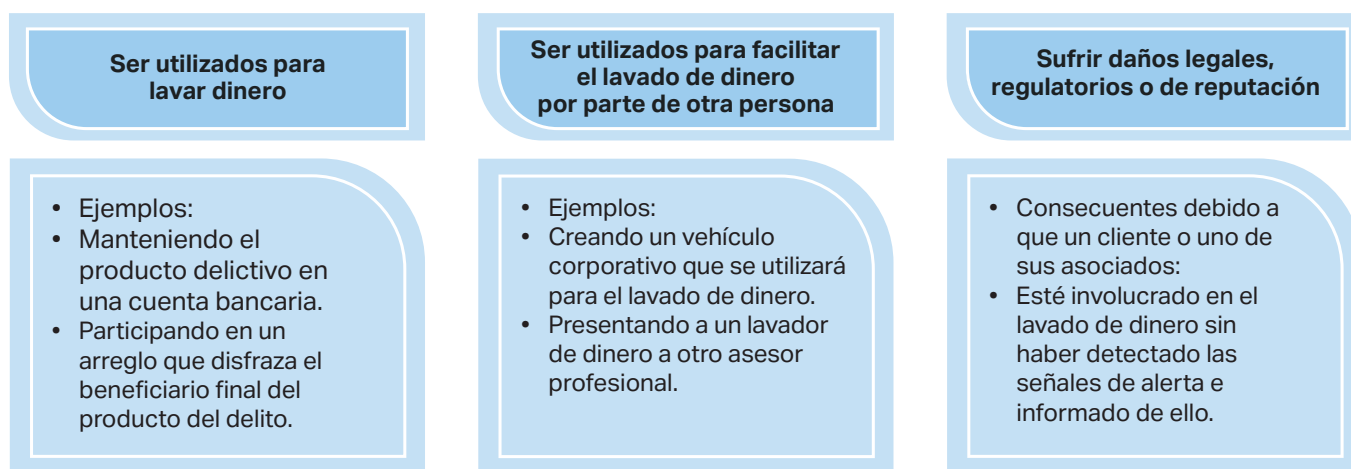 Ser utilizados para
lavar dinero
• Ejemplos:
• Manteniendo el
producto delictivo en
una cuenta bancaria.
• Participando en un
arreglo que disfraza el
beneficiario final del
producto del delito.
Ser utilizados para facilitar
el lavado de dinero
por parte de otra persona
• Ejemplos:
• Creando un vehículo
corporativo que se utilizará
para el lavado de dinero.
• Presentando a un lavador
de dinero a otro asesor
profesional.
Sufrir daños legales,
regulatorios o de reputación
• Consecuentes debido a
que un cliente o uno de
sus asociados:
• Esté involucrado en el
lavado de dinero sin
haber detectado las
señales de alerta e
informado de ello.